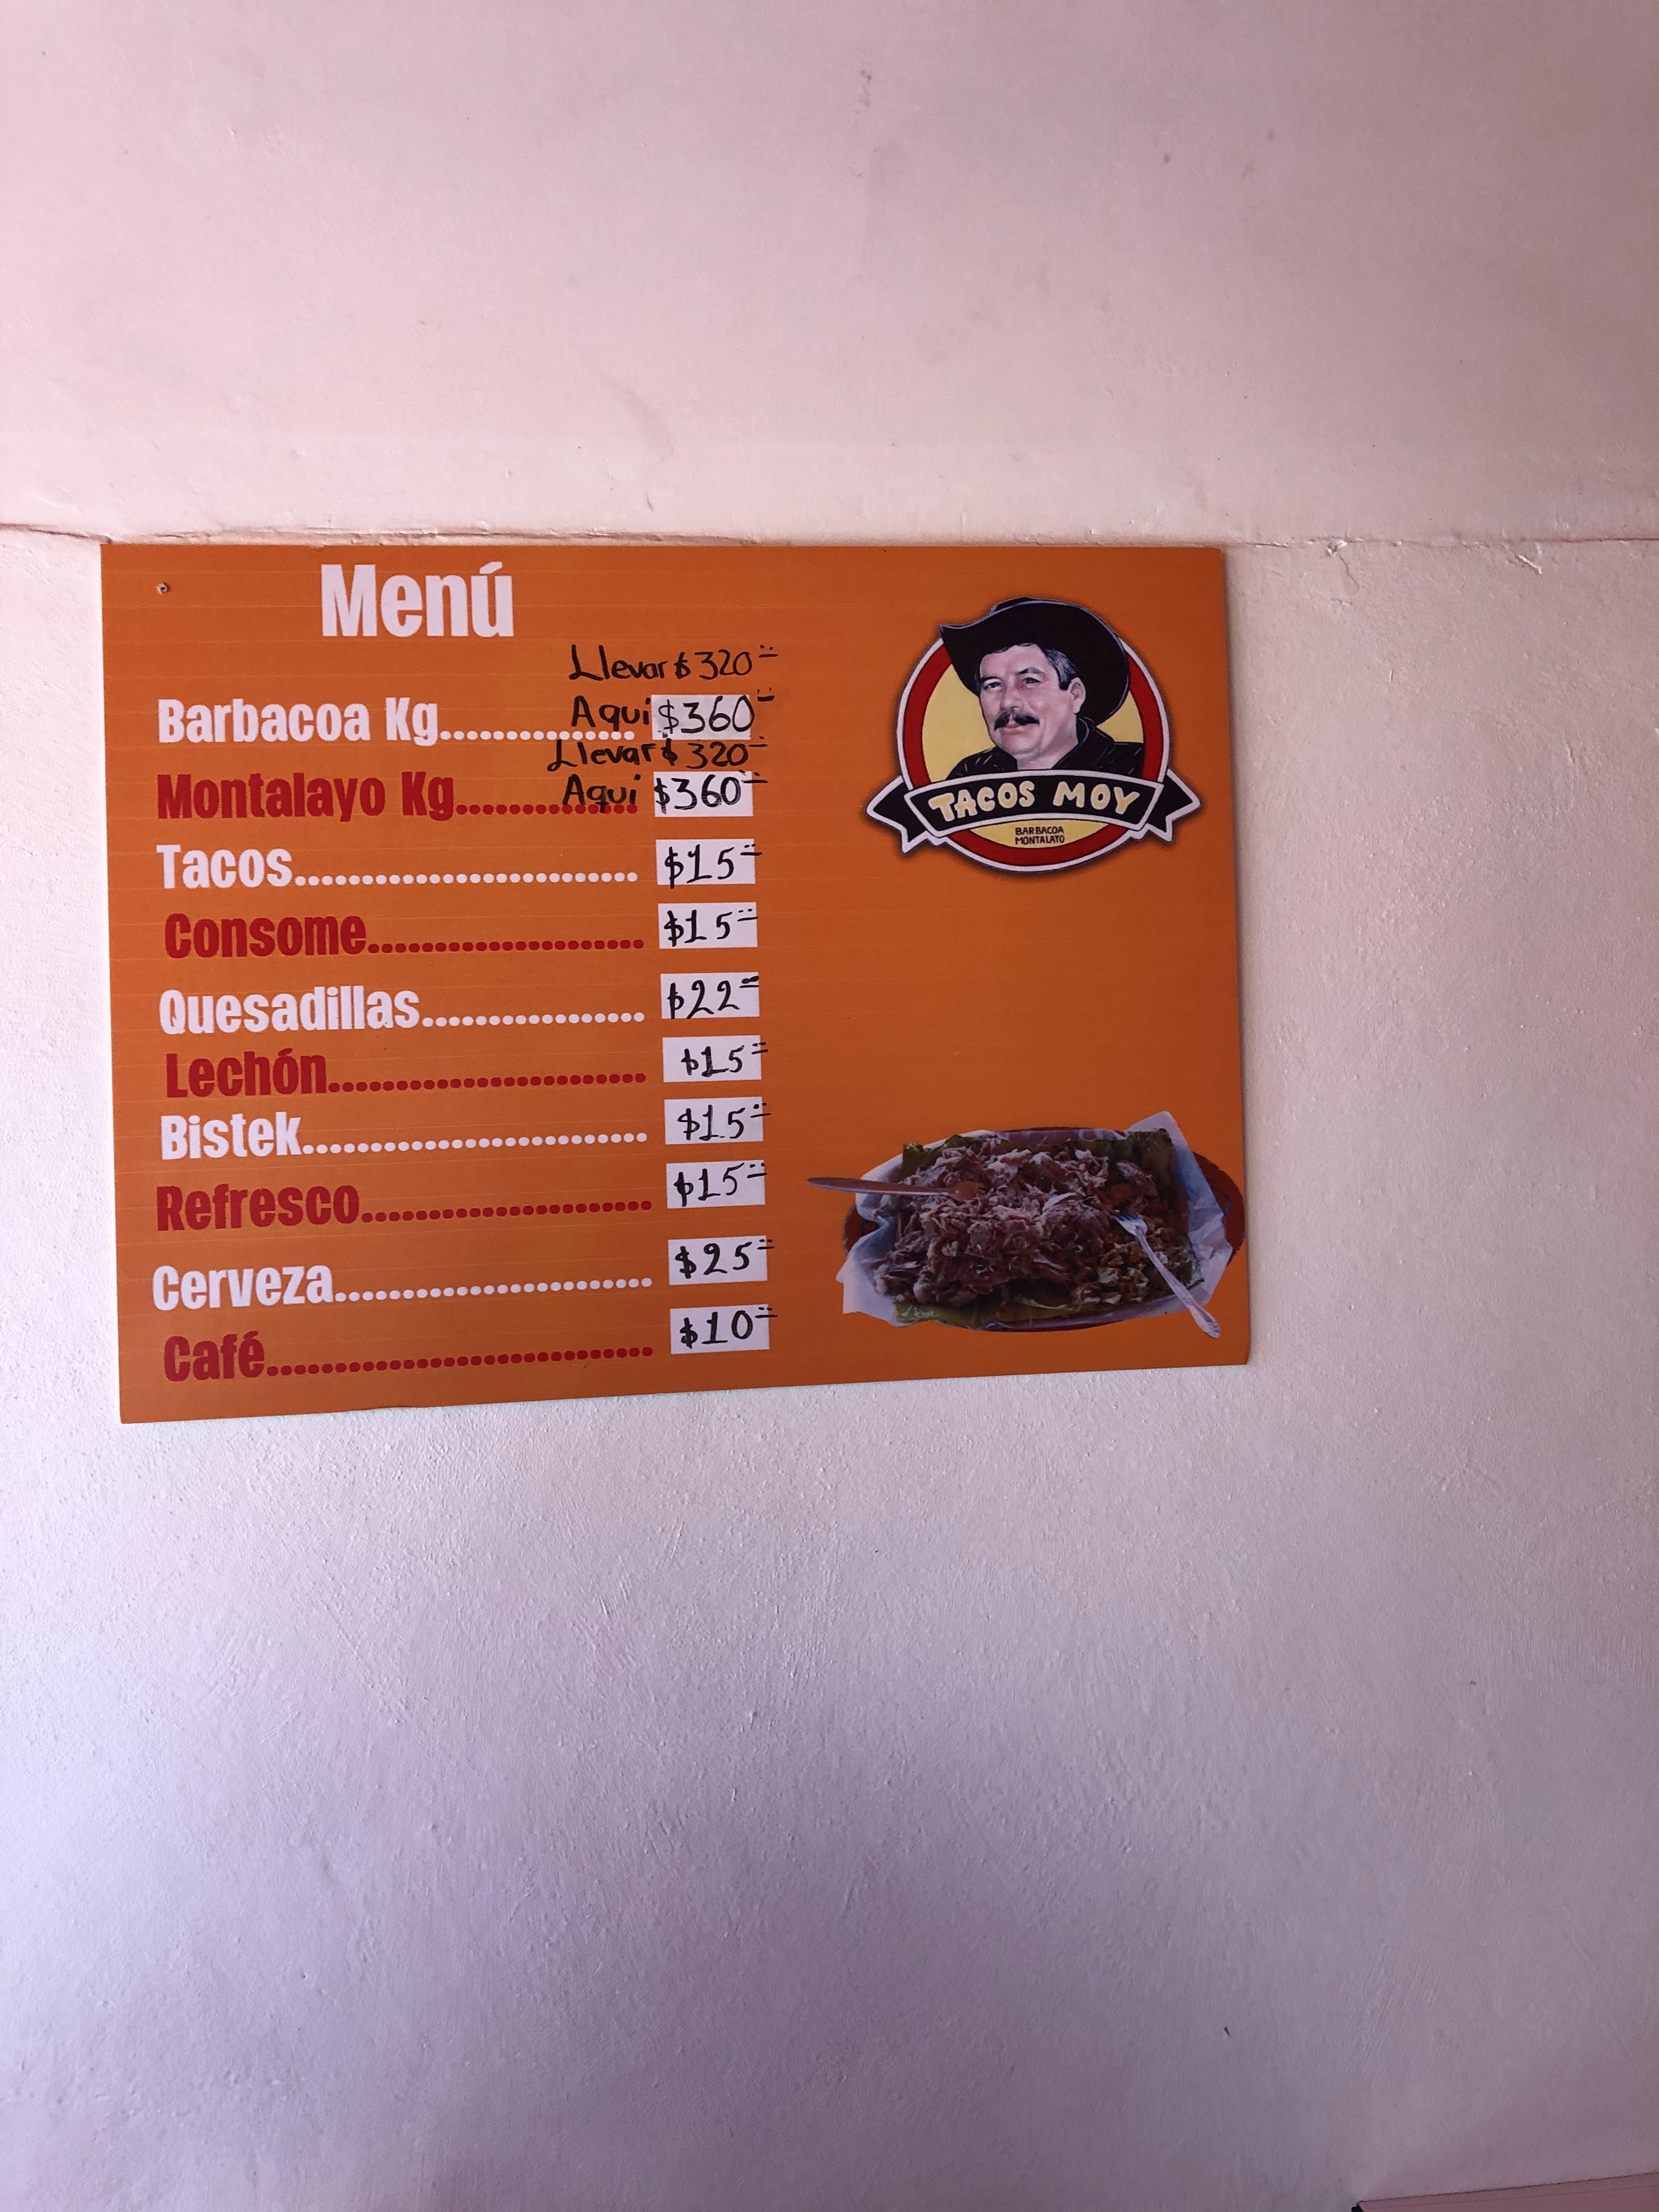 Menú
Llevar $320
Barbacoa Kg............... Aqui $360
Llevar $320
Montalayo Kg.............. Aqui $360
Tacos.......................... $15
Consome..................... $15
Quesadillas................. $22
Lechón........................ $15
Bistek.......................... $15
Refresco...................... $15
Cerveza........................ $25
Café............................. $10
TACOS MOY
BARBACOA
MONTALAYO